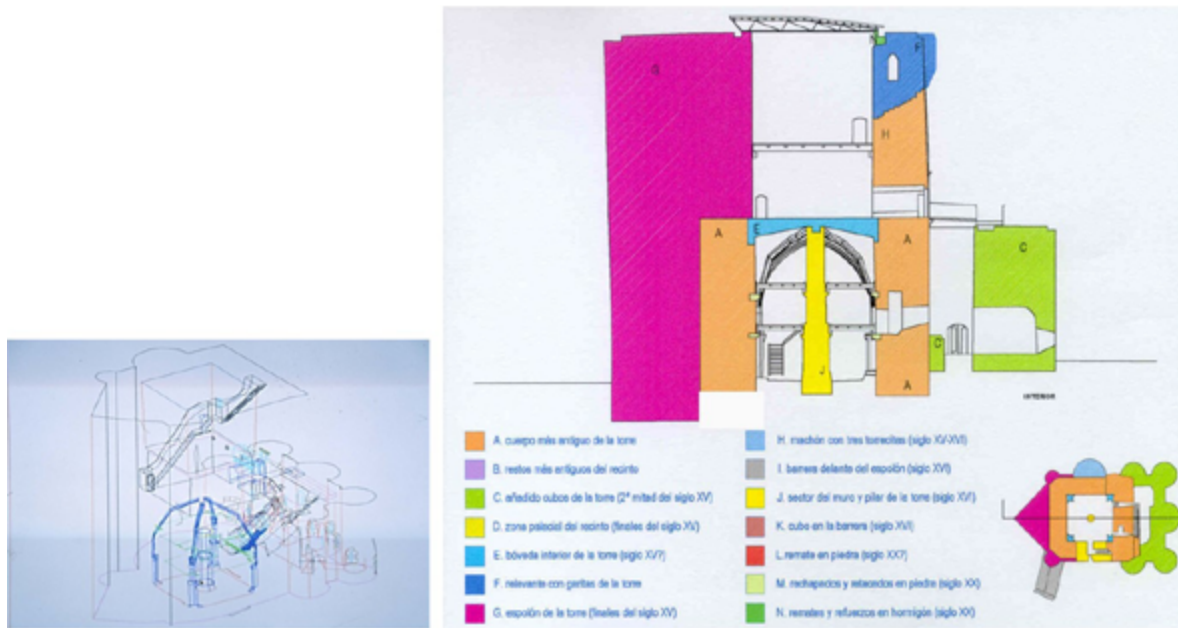 G
F
H
A
E
A
C
C
J
A
INTERIOR
A. cuerpo más antiguo de la torre
B. restos más antiguos del recinto
C. añadido cubos de la torre (2ª mitad del siglo XV)
D. zona palacial del recinto (finales del siglo XV)
E. bóveda interior de la torre (siglo XV?)
F. relevante con garitas de la torre
G. espolón de la torre (finales del siglo XV)
H. machón con tres torrecitas (siglo XV-XVI)
I. barrera delante del espolón (siglo XVI)
J. sector del muro y pilar de la torre (siglo XVI)
K. cubo en la barrera (siglo XVI)
L. remate en piedra (siglo XX?)
M. rechapados y retacados en piedra (siglo XX)
N. remates y refuerzos en hormigón (siglo XX)